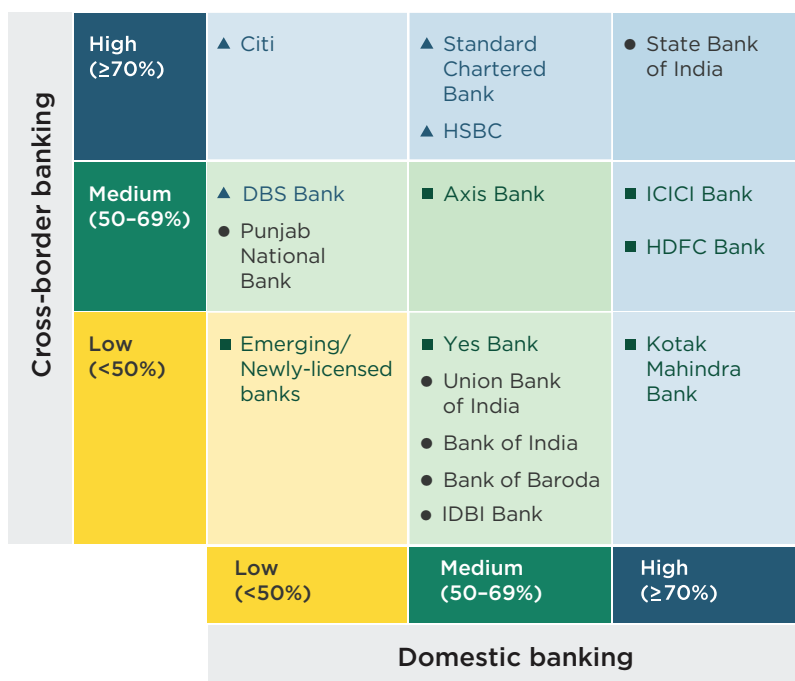 Cross-border banking
High
(≥70%)
Citi
Standard
Chartered
Bank
HSBC
State Bank
of India
Medium
(50–69%)
DBS Bank
Punjab
National
Bank
Axis Bank
ICICI Bank
HDFC Bank
Low
(<50%)
Emerging/
Newly-licensed
banks
Yes Bank
Union Bank
of India
Bank of India
Bank of Baroda
IDBI Bank
Kotak
Mahindra
Bank
Low
(<50%)
Medium
(50–69%)
High
(≥70%)
Domestic banking